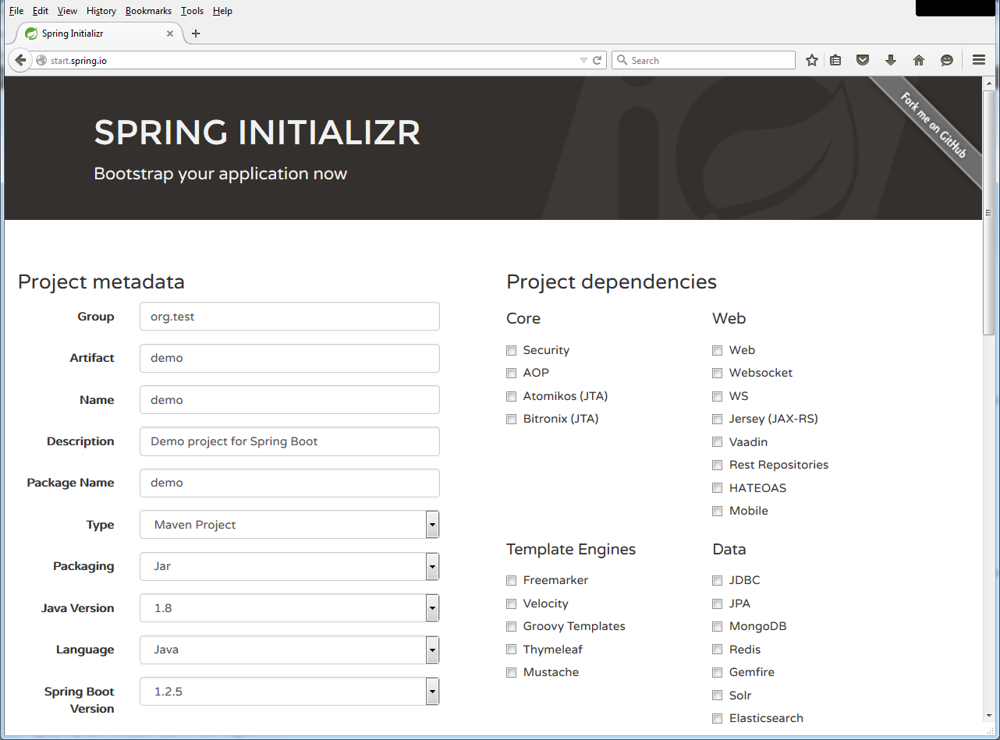 File Edit View History Bookmarks Tools Help
Spring Initializr
start.spring.io
Search
Fork me on GitHub
SPRING INITIALIZR
Bootstrap your application now
Project metadata
Group org.test
Artifact demo
Name demo
Description Demo project for Spring Boot
Package Name demo
Type Maven Project
Packaging Jar
Java Version 1.8
Language Java
Spring Boot Version 1.2.5
Project dependencies
Core
Security
AOP
Atomikos (JTA)
Bitronix (JTA)
Web
Web
Websocket
WS
Jersey (JAX-RS)
Vaadin
Rest Repositories
HATEOAS
Mobile
Template Engines
Freemarker
Velocity
Groovy Templates
Thymeleaf
Mustache
Data
JDBC
JPA
MongoDB
Redis
Gemfire
Solr
Elasticsearch